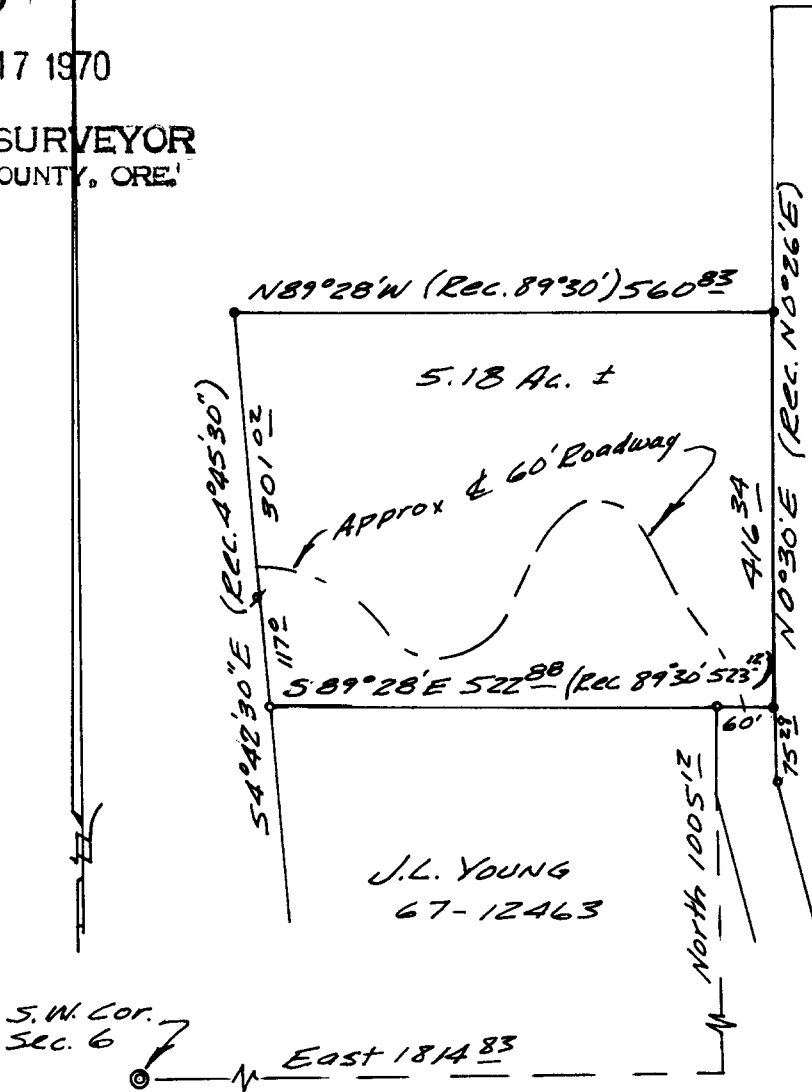 17 1970
SURVEYOR
OUNTY, ORE.
N89°28'W (Rec. 89°30') 560 83
5.18 Ac. ±
N0°30'E (Rec. N0°26'E)
416 34
S4°42'30"E (Rec. 4°45'30")
301 02
117 0
Approx ℄ 60' Roadway
S89°28'E 522 88 (Rec 89°30' 523 12)
60'
75 29
J.L. YOUNG
67-12463
North 1005 12
S.W. Cor.
Sec. 6
East 1814 83